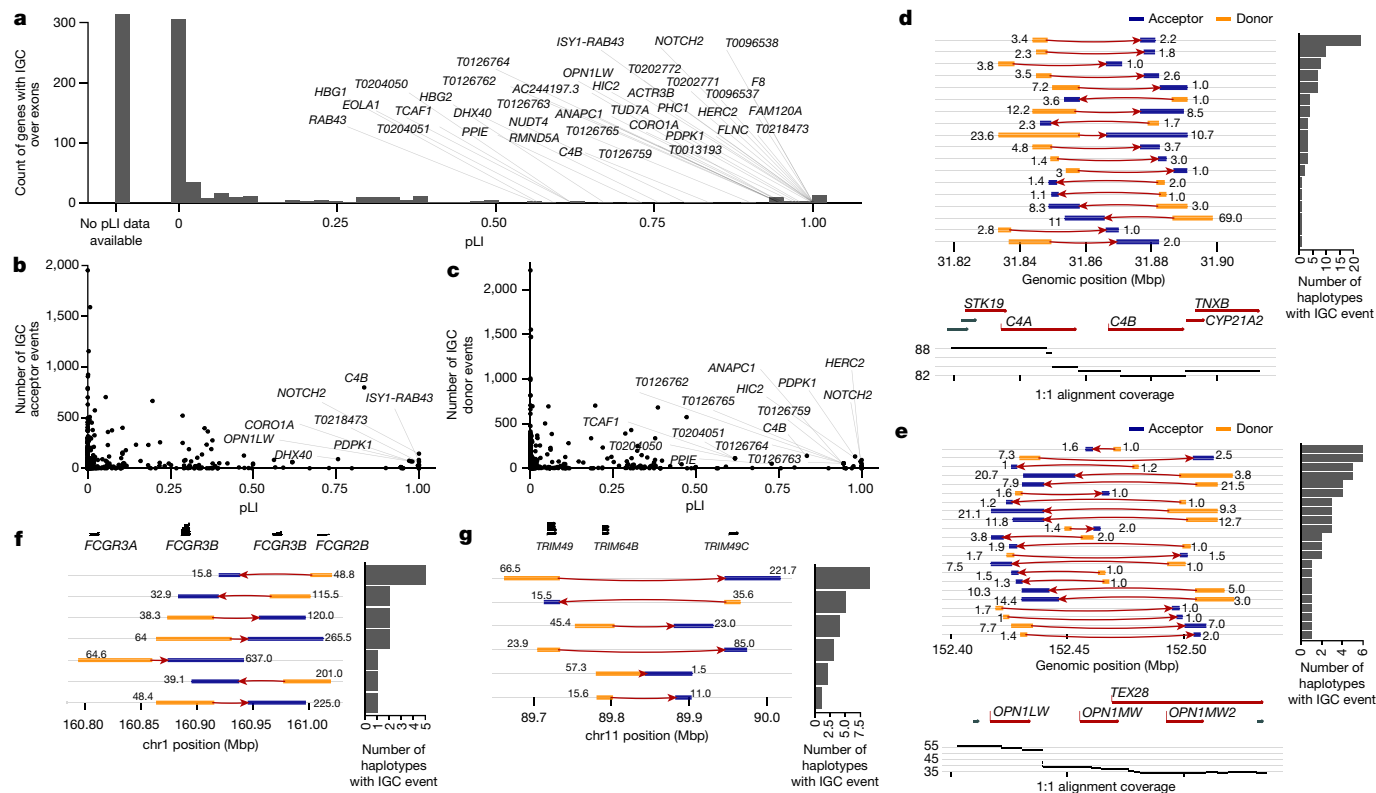 a
Count of genes with IGC
over exons
300
200
100
0
ISY1-RAB43
NOTCH2
T0096538
T0126764
OPN1LW
T0202772
T0204050
T0126762
AC244197.3
HIC2
T0202771
F8
HBG1
HBG2
T0126763
ACTR3B
T0096537
EOLA1
TCAF1
DHX40
ANAPC1
TUD7A
PHC1
HERC2
FAM120A
RAB43
T0204051
PPIE
NUDT4
T0126765
CORO1A
FLNC
T0218473
RMND5A
PDPK1
C4B
T0126759
T0013193
No pLI data
available
0
0.25
0.50
0.75
1.00
pLI
b
Number of IGC
acceptor events
2,000
1,500
1,000
500
0
C4B
NOTCH2
ISY1-RAB43
CORO1A
T0218473
OPN1LW
PDPK1
DHX40
0
0.25
0.50
0.75
1.00
pLI
c
Number of IGC
donor events
2,000
1,500
1,000
500
0
HERC2
ANAPC1
T0126762
HIC2
PDPK1
T0126765
NOTCH2
T0126759
TCAF1
C4B
T0204051
T0204050
T0126764
PPIE
T0126763
0
0.25
0.50
0.75
1.00
pLI
d
Acceptor
Donor
3.4
2.2
2.3
1.8
3.8
1.0
3.5
2.6
7.2
1.0
3.6
1.0
12.2
8.5
2.3
1.7
23.6
10.7
4.8
3.7
1.4
3.0
3
1.0
1.4
2.0
1.1
1.0
8.3
3.0
11
69.0
2.8
1.0
2.0
31.82
31.84
31.86
31.88
31.90
Genomic position (Mbp)
0
5
10
15
20
Number of
haplotypes
with IGC event
STK19
TNXB
C4A
C4B
CYP21A2
88
82
1:1 alignment coverage
e
Acceptor
Donor
1.6
1.0
7.3
2.5
1
1.2
20.7
3.8
7.9
21.5
1.6
1.0
1.2
1.0
21.1
9.3
11.8
12.7
1.4
2.0
3.8
2.0
1.9
1.0
1.7
1.5
7.5
1.0
1.5
1.0
1.3
1.0
10.3
5.0
14.4
3.0
1.7
1.0
1
1.0
7.7
7.0
1.4
2.0
152.40
152.45
152.50
Genomic position (Mbp)
0
2
4
6
Number of
haplotypes
with IGC event
TEX28
OPN1LW
OPN1MW
OPN1MW2
55
45
35
1:1 alignment coverage
f
FCGR3A
FCGR3B
FCGR3B
FCGR2B
15.8
48.8
32.9
115.5
38.3
120.0
64
265.5
64.6
637.0
39.1
201.0
48.4
225.0
160.80
160.85
160.90
160.95
161.00
chr1 position (Mbp)
0
1
2
3
4
5
Number of
haplotypes
with IGC event
g
TRIM49
TRIM64B
TRIM49C
66.5
221.7
15.5
35.6
45.4
23.0
23.9
85.0
57.3
1.5
15.6
11.0
89.7
89.8
89.9
90.0
chr11 position (Mbp)
0
2.5
5.0
7.5
Number of
haplotypes
with IGC event